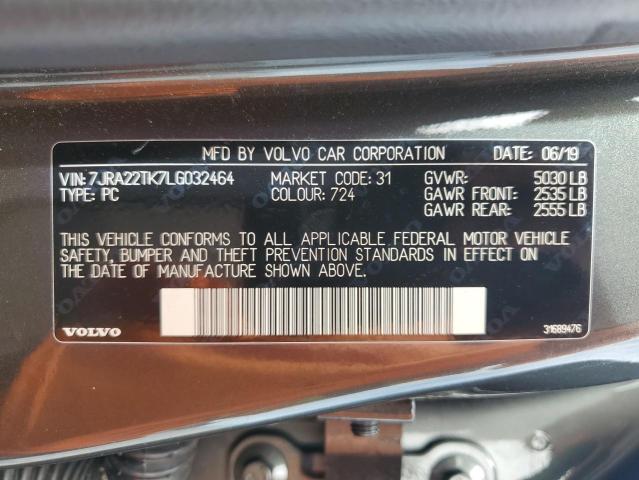 MFD BY VOLVO CAR CORPORATION DATE: 06/19
VIN:7JRA22TK7LG032464 MARKET CODE: 31 GVWR: 5030 LB
TYPE: PC COLOUR: 724 GAWR FRONT: 2535 LB
GAWR REAR: 2555 LB
THIS VEHICLE CONFORMS TO ALL APPLICABLE FEDERAL MOTOR VEHICLE
SAFETY, BUMPER AND THEFT PREVENTION STANDARDS IN EFFECT ON
THE DATE OF MANUFACTURE SHOWN ABOVE.
VOLVO 31689476